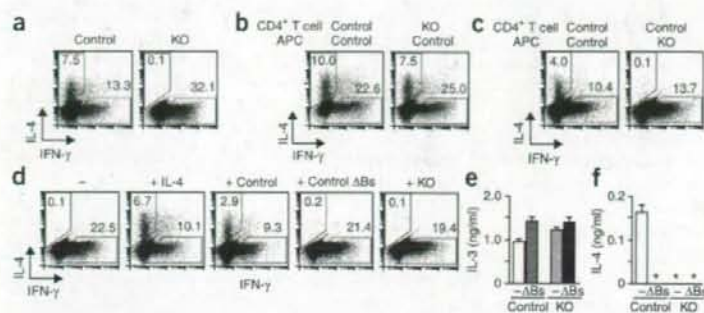 a
Control KO
7.5 13.3
0.1 32.1
IL-4
IFN-γ
b
CD4⁺ T cell Control KO
APC Control Control
10.0 22.6
7.5 25.0
IL-4
IFN-γ
c
CD4⁺ T cell Control Control
APC Control KO
4.0 10.4
0.1 13.7
IL-4
IFN-γ
d
– + IL-4 + Control + Control ΔBs + KO
0.1 22.5
6.7 10.1
2.9 9.3
0.2 21.4
0.1 19.4
IL-4
IFN-γ
IFN-γ
e
IL-3 (ng/ml)
2.0
1.0
0
–ΔBs –ΔBs
Control KO
f
IL-4 (ng/ml)
0.2
0.1
0
* * *
–ΔBs – ΔBs
Control KO